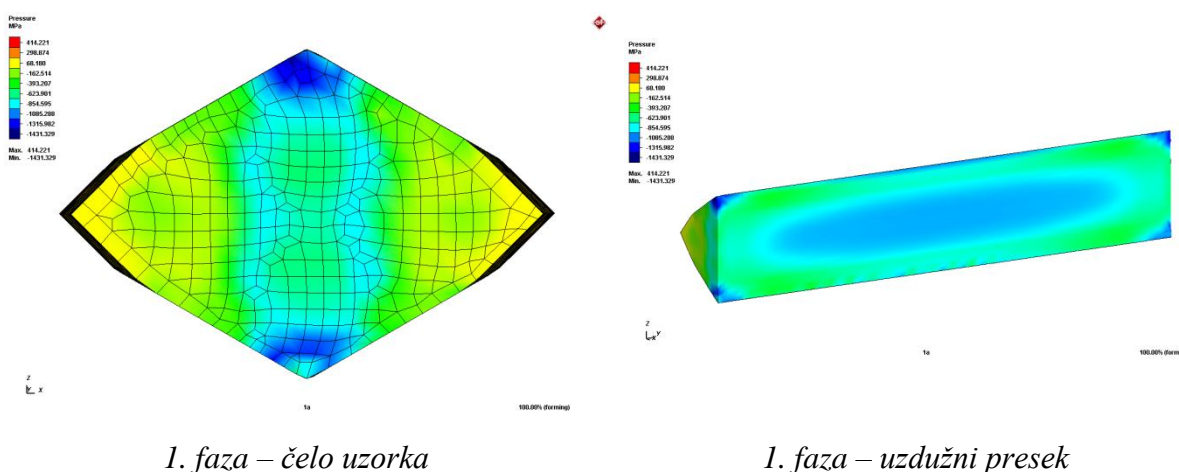 Pressure
MPa
414.221
298.874
68.180
-162.514
-393.207
-623.901
-854.595
-1085.288
-1315.982
-1431.329
Max. 414.221
Min. -1431.329
Z
X
1a
100.00% (forming)
Pressure
MPa
414.221
298.874
68.180
-162.514
-393.207
-623.901
-854.595
-1085.288
-1315.982
-1431.329
Max. 414.221
Min. -1431.329
Z
X Y
1a
100.00% (form
1. faza – čelo uzorka
1. faza – uzdužni presek